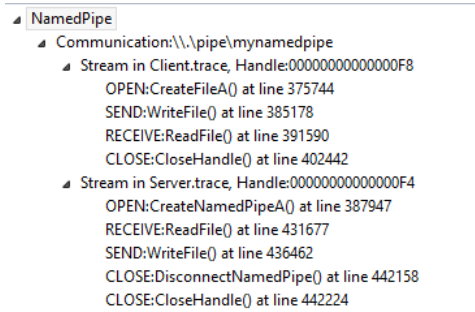 NamedPipe
Communication:\\.\pipe\mynamedpipe
Stream in Client.trace, Handle:00000000000000F8
OPEN:CreateFileA() at line 375744
SEND:WriteFile() at line 385178
RECEIVE:ReadFile() at line 391590
CLOSE:CloseHandle() at line 402442
Stream in Server.trace, Handle:00000000000000F4
OPEN:CreateNamedPipeA() at line 387947
RECEIVE:ReadFile() at line 431677
SEND:WriteFile() at line 436462
CLOSE:DisconnectNamedPipe() at line 442158
CLOSE:CloseHandle() at line 442224